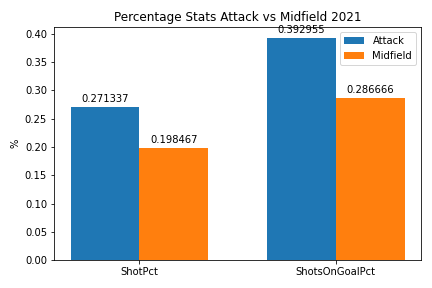 Percentage Stats Attack vs Midfield 2021
0.40
0.35
0.30
0.25
0.20
0.15
0.10
0.05
0.00
%
0.271337
0.198467
0.392955
0.286666
Attack
Midfield
ShotPct
ShotsOnGoalPct